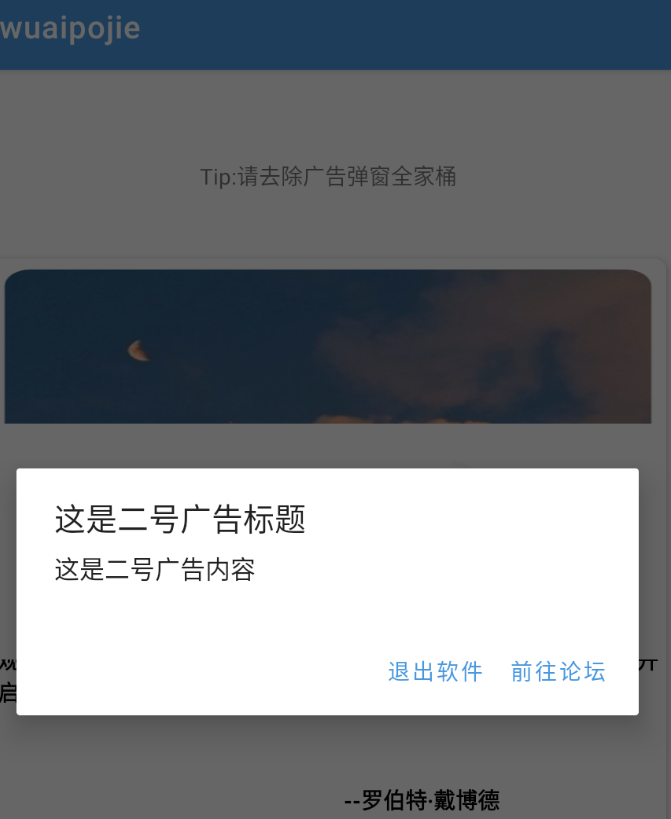 wuaipojie
Tip:请去除广告弹窗全家桶
这是二号广告标题
这是二号广告内容
退出软件 前往论坛
启
--罗伯特·戴博德